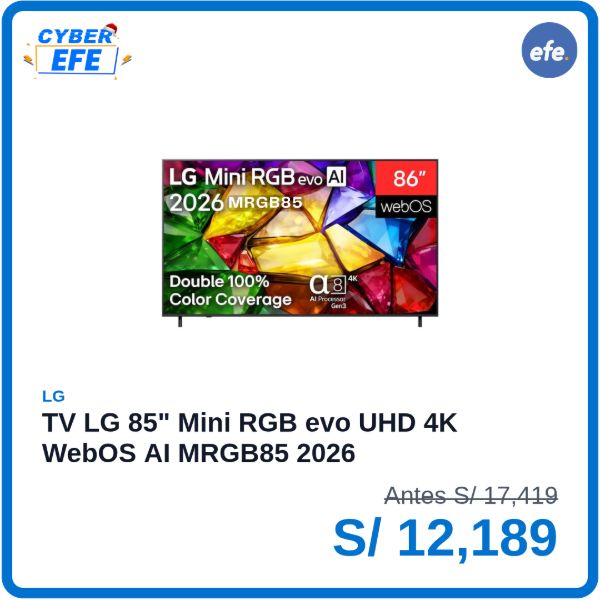 CYBER
EFE
efe.
LG Mini RGB evo AI
86”
2026 MRGB85
webOS
Double 100%
Color Coverage
α8 4K
AI Processor
Gen3
LG
TV LG 85" Mini RGB evo UHD 4K
WebOS AI MRGB85 2026
Antes S/ 17,419
S/ 12,189